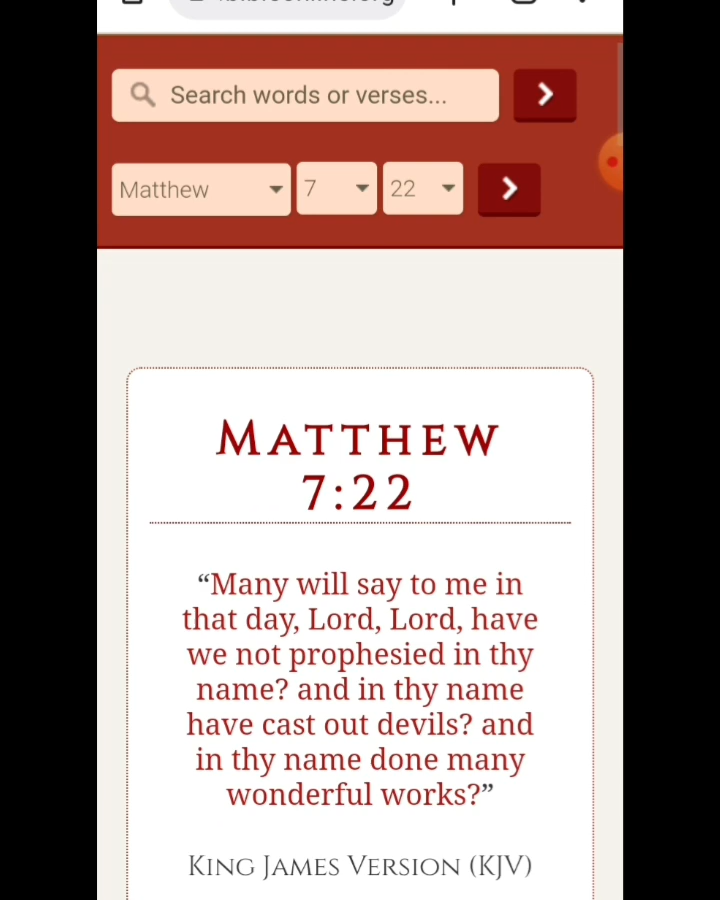 Search words or verses...
Matthew 7 22
MATTHEW
7:22
“Many will say to me in
that day, Lord, Lord, have
we not prophesied in thy
name? and in thy name
have cast out devils? and
in thy name done many
wonderful works?”
KING JAMES VERSION (KJV)